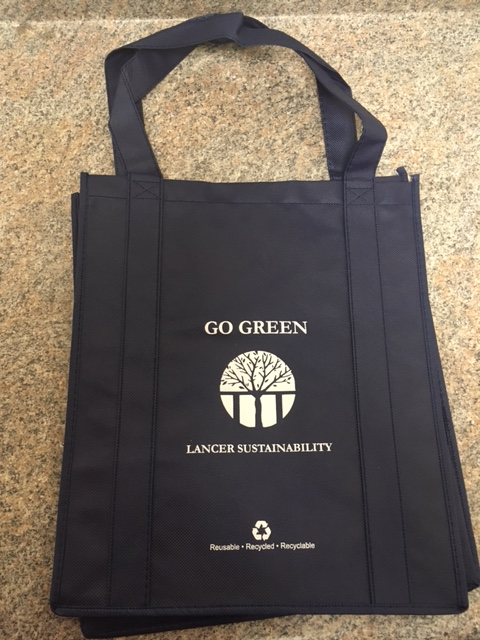 GO GREEN
LANCER SUSTAINABILITY
Reusable • Recycled • Recyclable